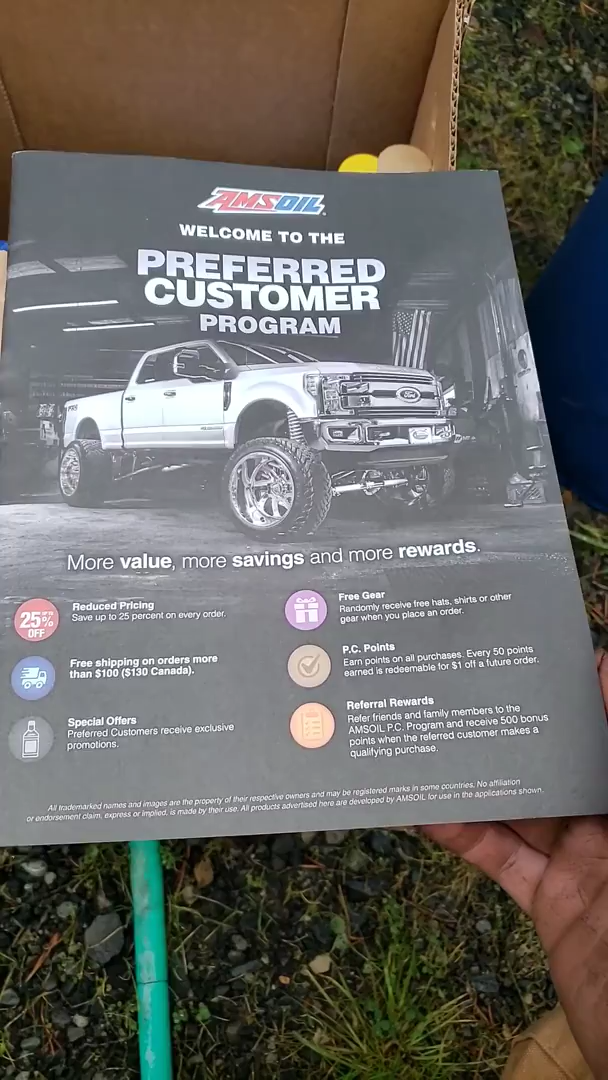 AMSOIL
WELCOME TO THE
PREFERRED
CUSTOMER
PROGRAM
Ford
More value, more savings and more rewards.
25% OFF
Reduced Pricing
Save up to 25 percent on every order.
Free shipping on orders more
than $100 ($130 Canada).
Special Offers
Preferred Customers receive exclusive
promotions.
Free Gear
Randomly receive free hats, shirts or other
gear when you place an order.
P.C. Points
Earn points on all purchases. Every 50 points
earned is redeemable for $1 off a future order.
Referral Rewards
Refer friends and family members to the
AMSOIL P.C. Program and receive 500 bonus
points when the referred customer makes a
qualifying purchase.
All trademarked names and images are the property of their respective owners and may be registered marks in some countries. No affiliation
or endorsement claim, express or implied, is made by their use. All products advertised here are developed by AMSOIL for use in the applications shown.